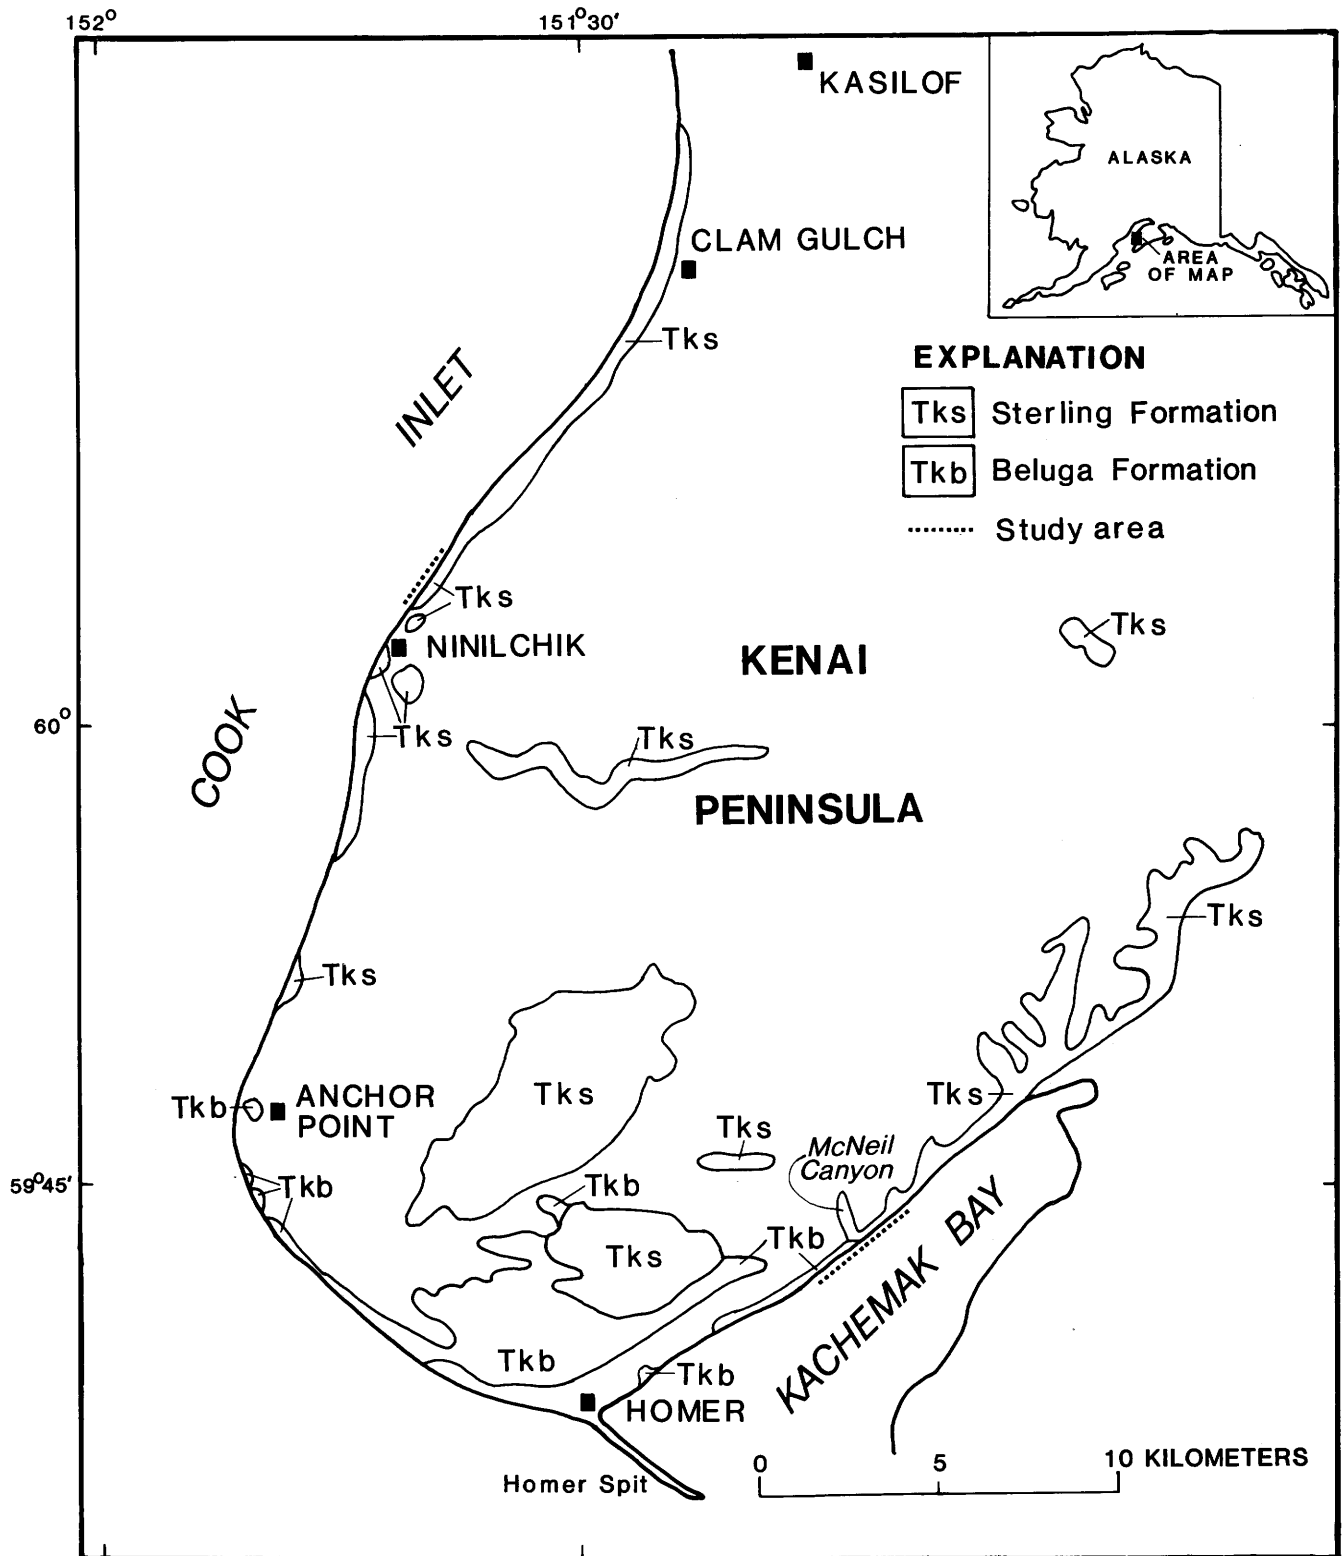 152° 151°30'
KASILOF
ALASKA
AREA
OF MAP
CLAM GULCH
Tks
EXPLANATION
Tks Sterling Formation
Tkb Beluga Formation
Study area
INLET
Tks
NINILCHIK
Tks
KENAI
60°
COOK
Tks
Tks
PENINSULA
Tks
Tks
Tks
Tks
Tkb
ANCHOR
POINT
Tks
Tks
McNeil
Canyon
59°45'
Tkb
Tkb
Tks
Tkb
KACHEMAK BAY
Tkb
Tkb
HOMER
Homer Spit
0 5 10 KILOMETERS